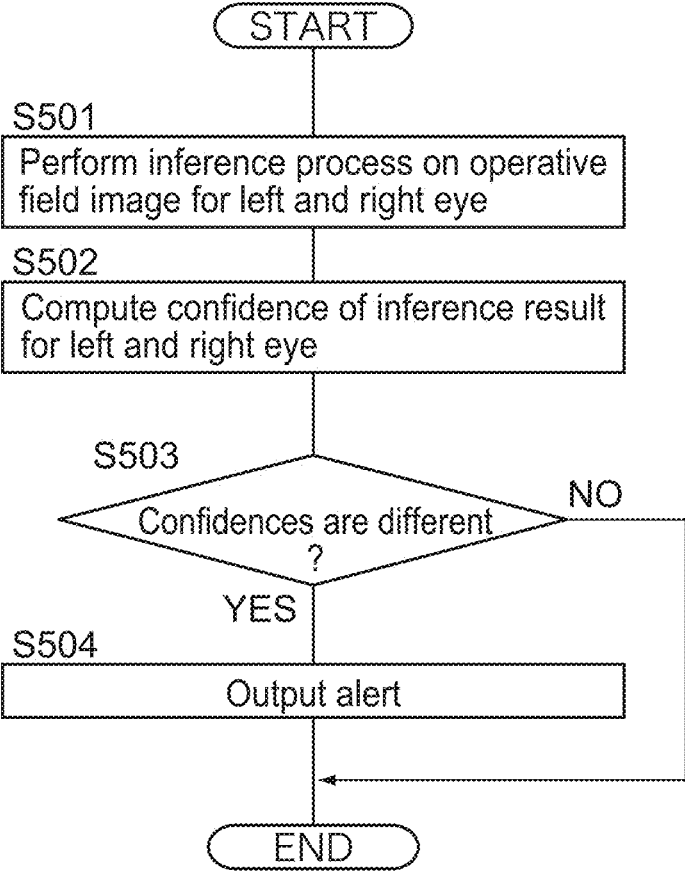 START
S501
Perform inference process on operative
field image for left and right eye
S502
Compute confidence of inference result
for left and right eye
S503
Confidences are different
?
NO
YES
S504
Output alert
END